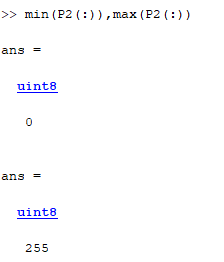 >> min(P2(:)),max(P2(:))
ans =
uint8
0
ans =
uint8
255